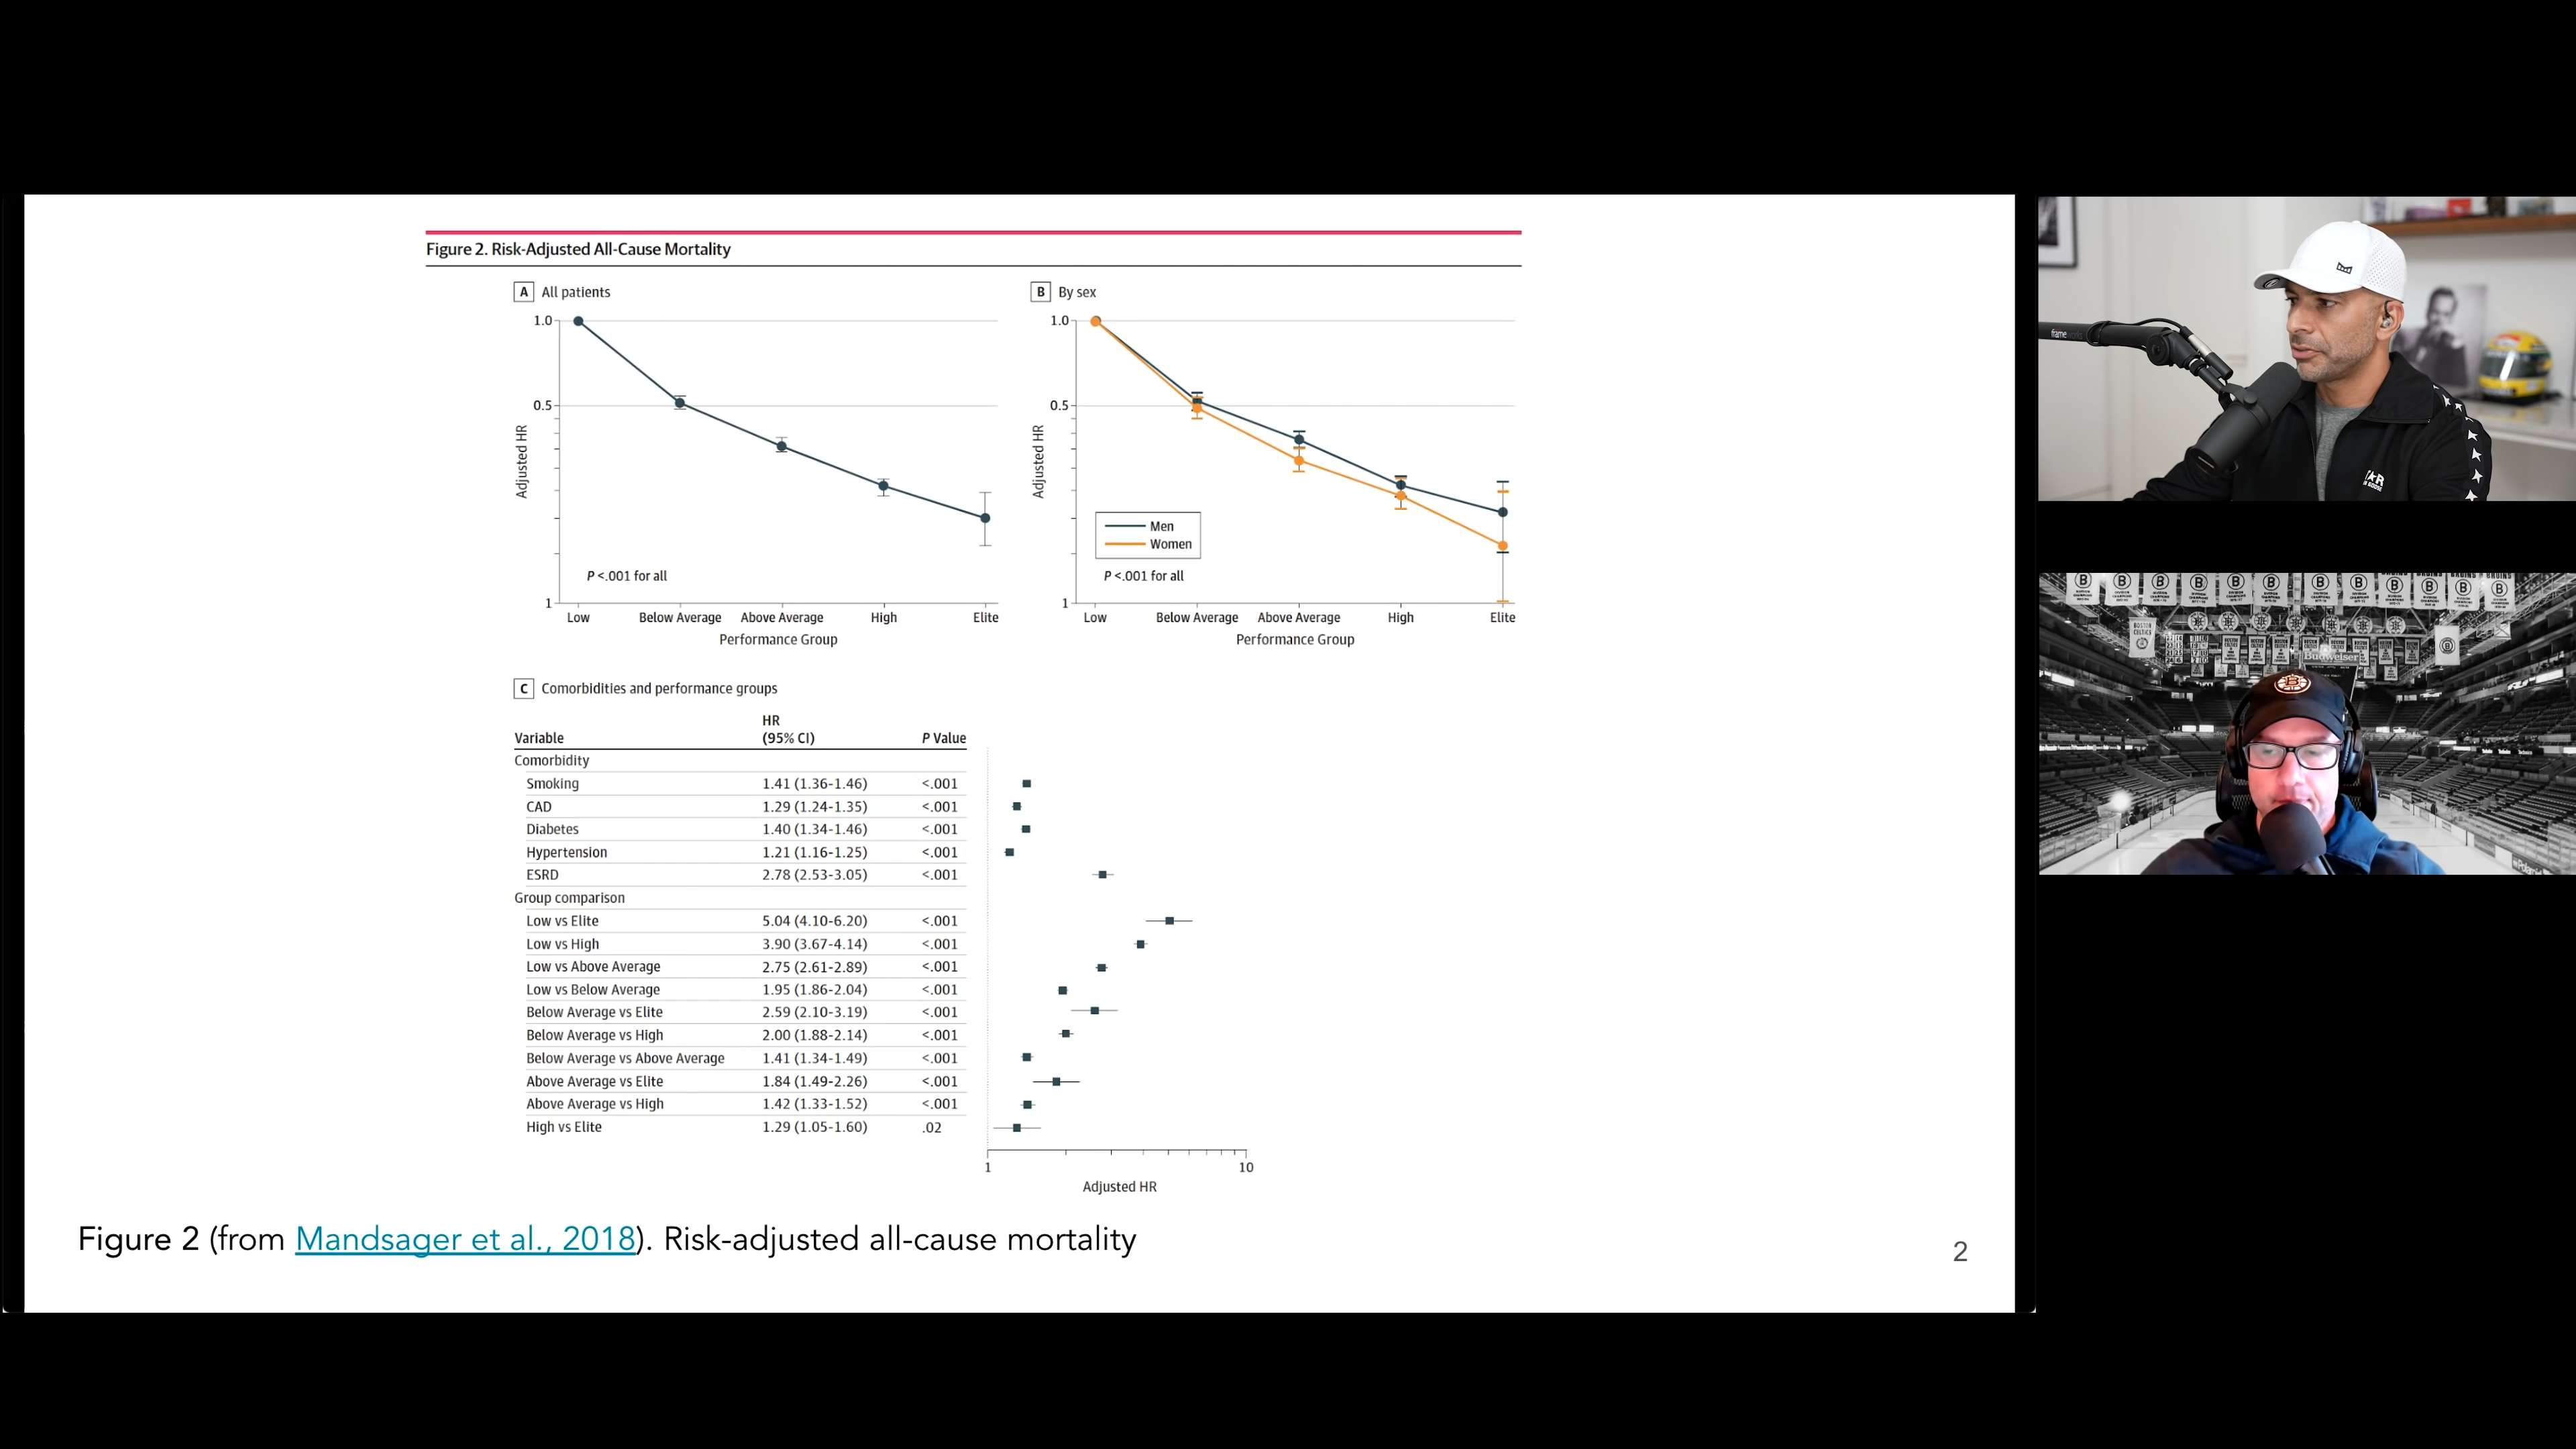 Figure 2. Risk-Adjusted All-Cause Mortality
A All patients
1.0
0.5
1
Adjusted HR
P <.001 for all
Low Below Average Above Average High Elite
Performance Group
B By sex
1.0
0.5
1
Adjusted HR
Men
Women
P <.001 for all
Low Below Average Above Average High Elite
Performance Group
C Comorbidities and performance groups
HR
Variable (95% CI) P Value
Comorbidity
Smoking 1.41 (1.36-1.46) <.001
CAD 1.29 (1.24-1.35) <.001
Diabetes 1.40 (1.34-1.46) <.001
Hypertension 1.21 (1.16-1.25) <.001
ESRD 2.78 (2.53-3.05) <.001
Group comparison
Low vs Elite 5.04 (4.10-6.20) <.001
Low vs High 3.90 (3.67-4.14) <.001
Low vs Above Average 2.75 (2.61-2.89) <.001
Low vs Below Average 1.95 (1.86-2.04) <.001
Below Average vs Elite 2.59 (2.10-3.19) <.001
Below Average vs High 2.00 (1.88-2.14) <.001
Below Average vs Above Average 1.41 (1.34-1.49) <.001
Above Average vs Elite 1.84 (1.49-2.26) <.001
Above Average vs High 1.42 (1.33-1.52) <.001
High vs Elite 1.29 (1.05-1.60) .02
1 10
Adjusted HR
Figure 2 (from Mandsager et al., 2018). Risk-adjusted all-cause mortality
2
frame
Budweiser
B